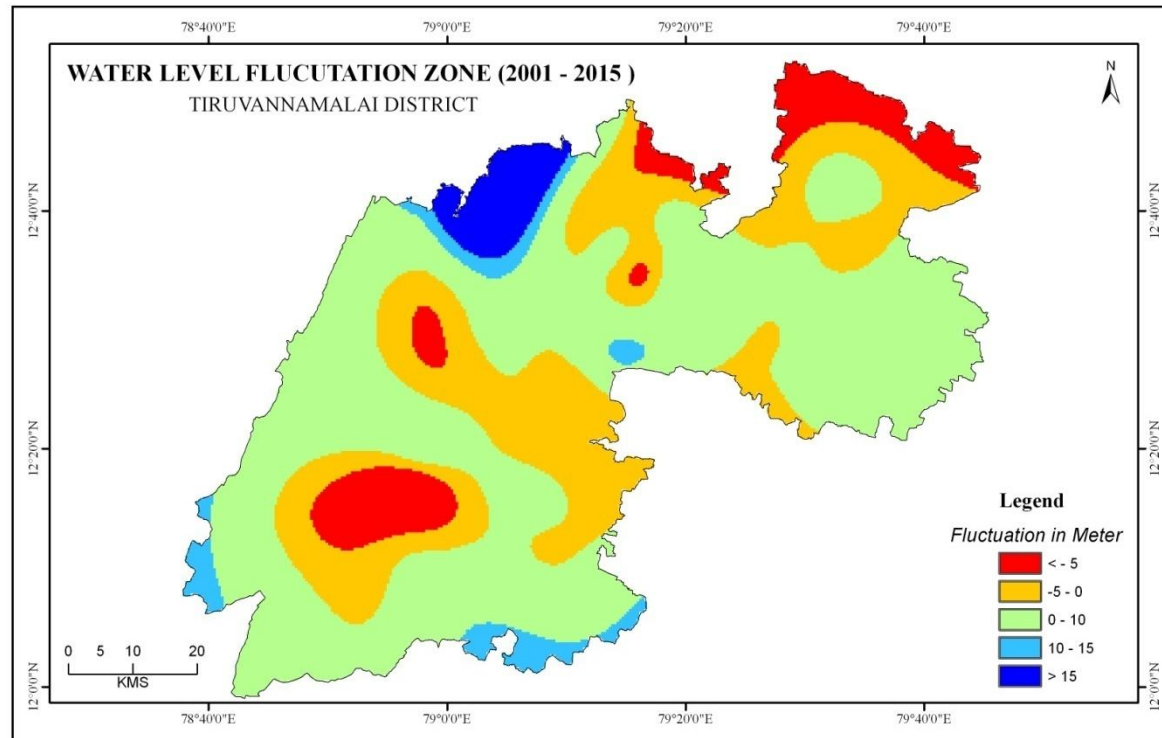 78°40'0"E 79°0'0"E 79°20'0"E 79°40'0"E
WATER LEVEL FLUCUTATION ZONE (2001 - 2015 )
TIRUVANNAMALAI DISTRICT
N
12°40'0"N 12°40'0"N
12°20'0"N 12°20'0"N
Legend
Fluctuation in Meter
< - 5
-5 - 0
0 - 10
10 - 15
> 15
0 5 10 20
KMS
12°0'0"N 12°0'0"N
78°40'0"E 79°0'0"E 79°20'0"E 79°40'0"E